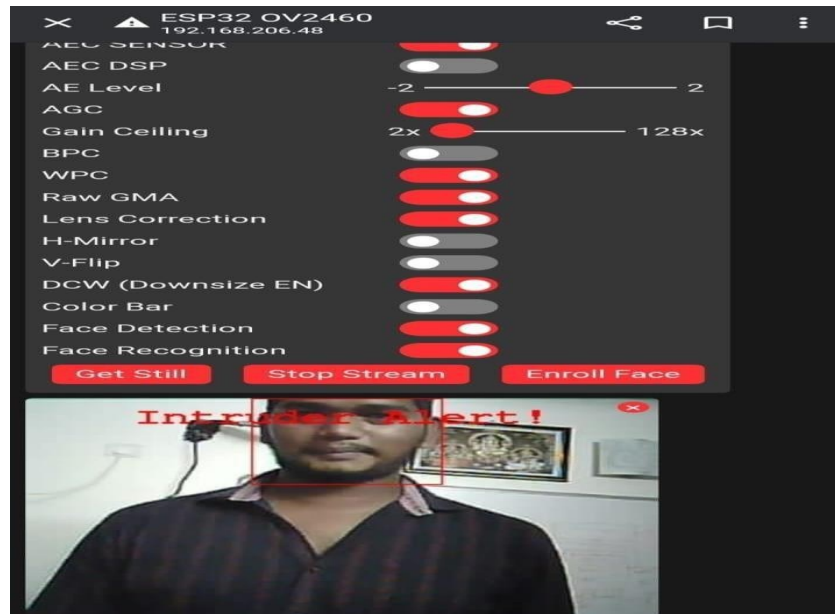 ESP32 OV2460
192.168.206.48
AEC SENSOR
AEC DSP
AE Level -2 2
AGC
Gain Ceiling 2x 128x
BPC
WPC
Raw GMA
Lens Correction
H-Mirror
V-Flip
DCW (Downsize EN)
Color Bar
Face Detection
Face Recognition
Get Still Stop Stream Enroll Face
Intruder Alert!